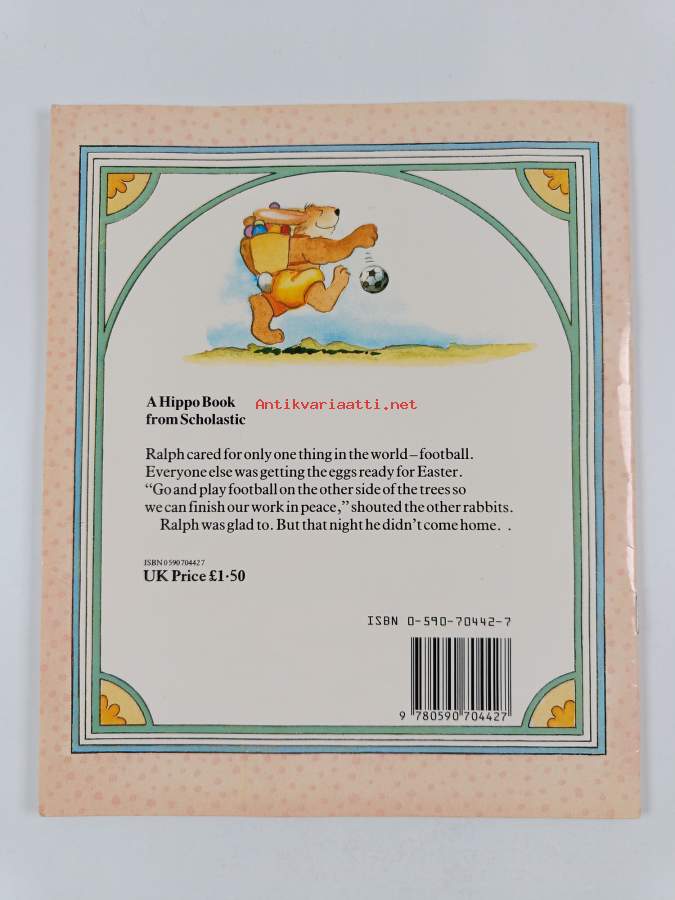 A Hippo Book
from Scholastic
Antikvariaatti.net
Ralph cared for only one thing in the world – football.
Everyone else was getting the eggs ready for Easter.
“Go and play football on the other side of the trees so
we can finish our work in peace,” shouted the other rabbits.
Ralph was glad to. But that night he didn’t come home. . .
ISBN 0 590 704427
UK Price £1·50
ISBN 0-590-70442-7
9 780590 704427